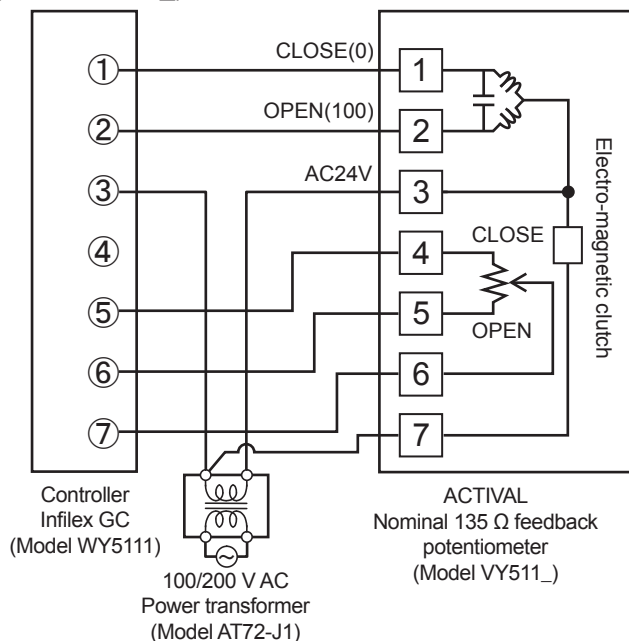 CLOSE(0)
① 1
OPEN(100)
② 2
AC24V
③ 3
④ 4 CLOSE
⑤ 5 OPEN
⑥ 6
⑦ 7
Electro-magnetic clutch
Controller
Infilex GC
(Model WY5111)
100/200 V AC
Power transformer
(Model AT72-J1)
ACTIVAL
Nominal 135 Ω feedback
potentiometer
(Model VY511_)